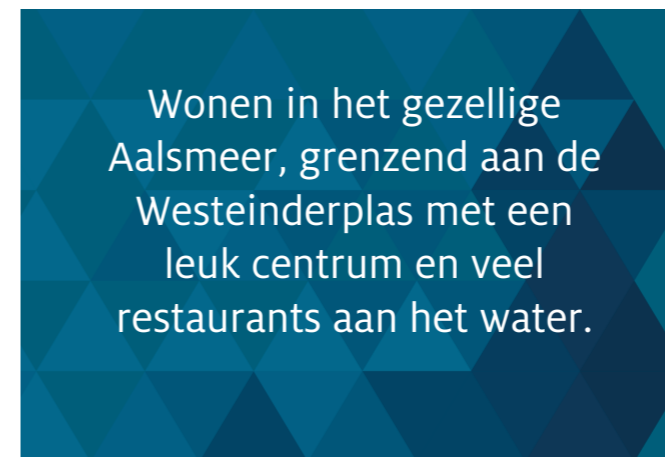 Wonen in het gezellige
Aalsmeer, grenzend aan de
Westeinderplas met een
leuk centrum en veel
restaurants aan het water.